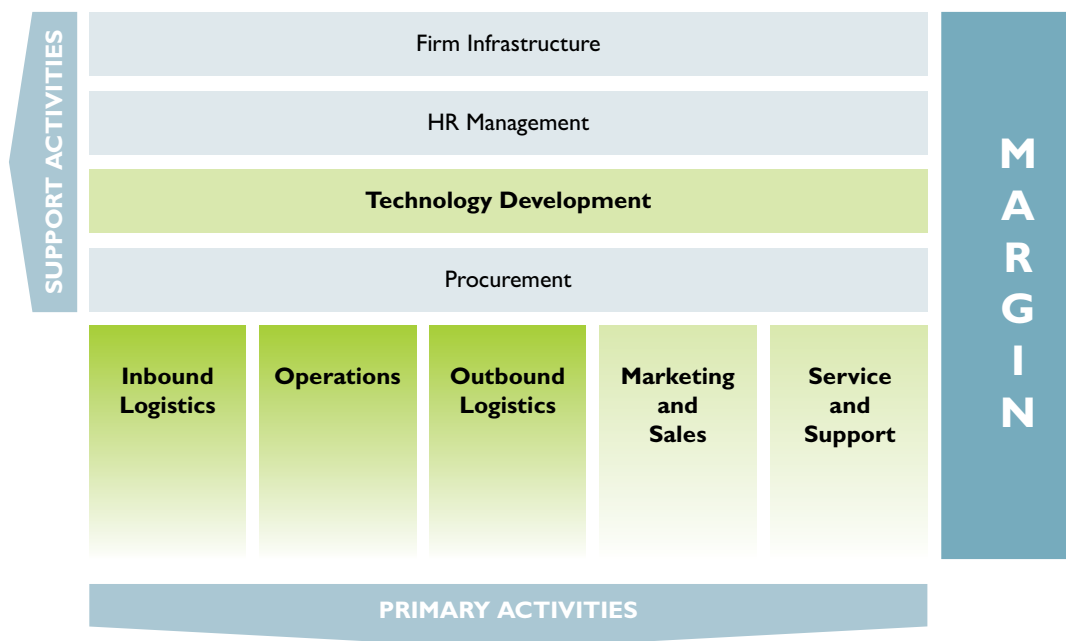 SUPPORT ACTIVITIES
Firm Infrastructure
HR Management
Technology Development
Procurement
Inbound
Logistics
Operations
Outbound
Logistics
Marketing
and
Sales
Service
and
Support
MARGIN
PRIMARY ACTIVITIES